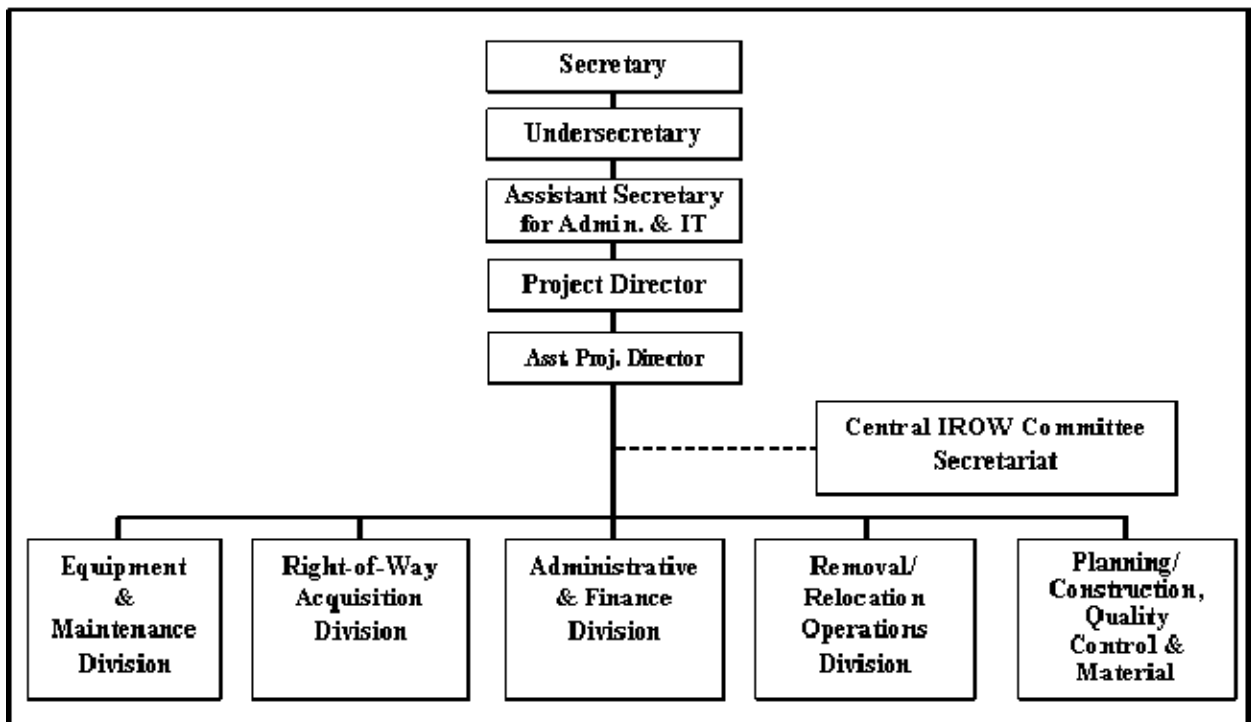 Secretary
Undersecretary
Assistant Secretary
for Admin. & IT
Project Director
Asst. Proj. Director
Central IROW Committee
Secretariat
Equipment
&
Maintenance
Division
Right-of-Way
Acquisition
Division
Administrative
& Finance
Division
Removal/
Relocation
Operations
Division
Planning/
Construction,
Quality
Control &
Material